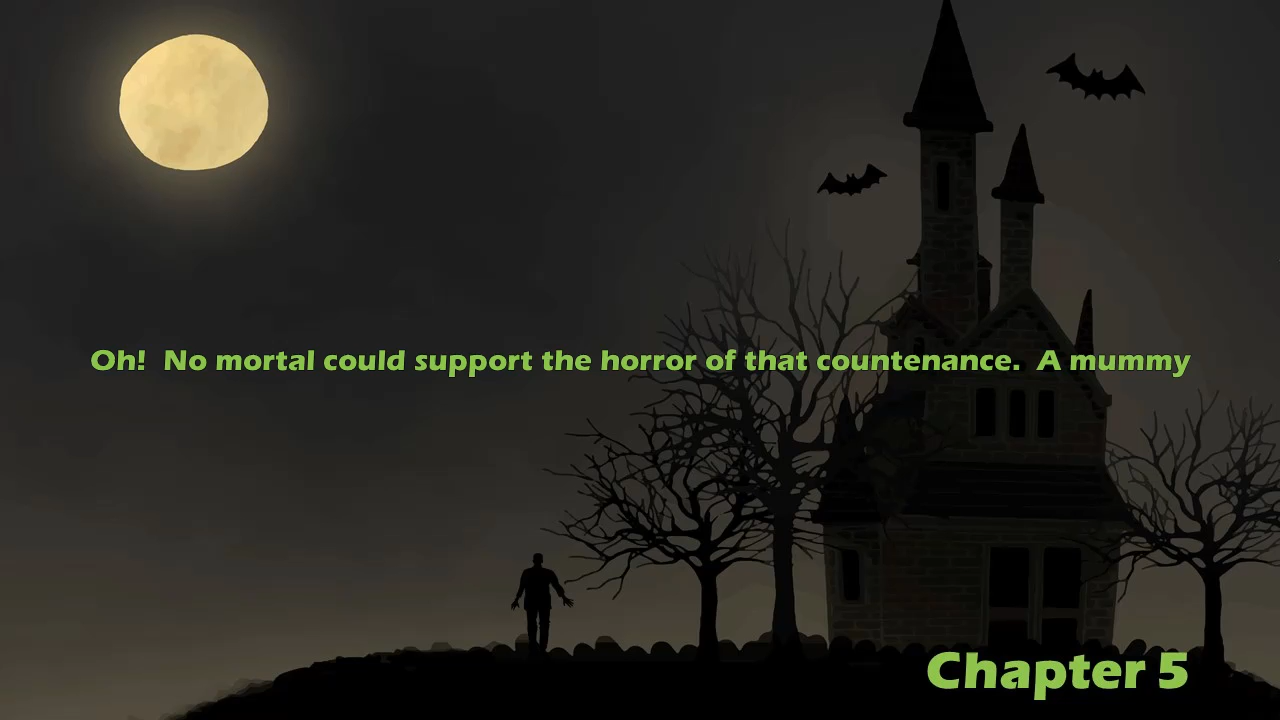 Oh!  No mortal could support the horror of that countenance.  A mummy
Chapter 5